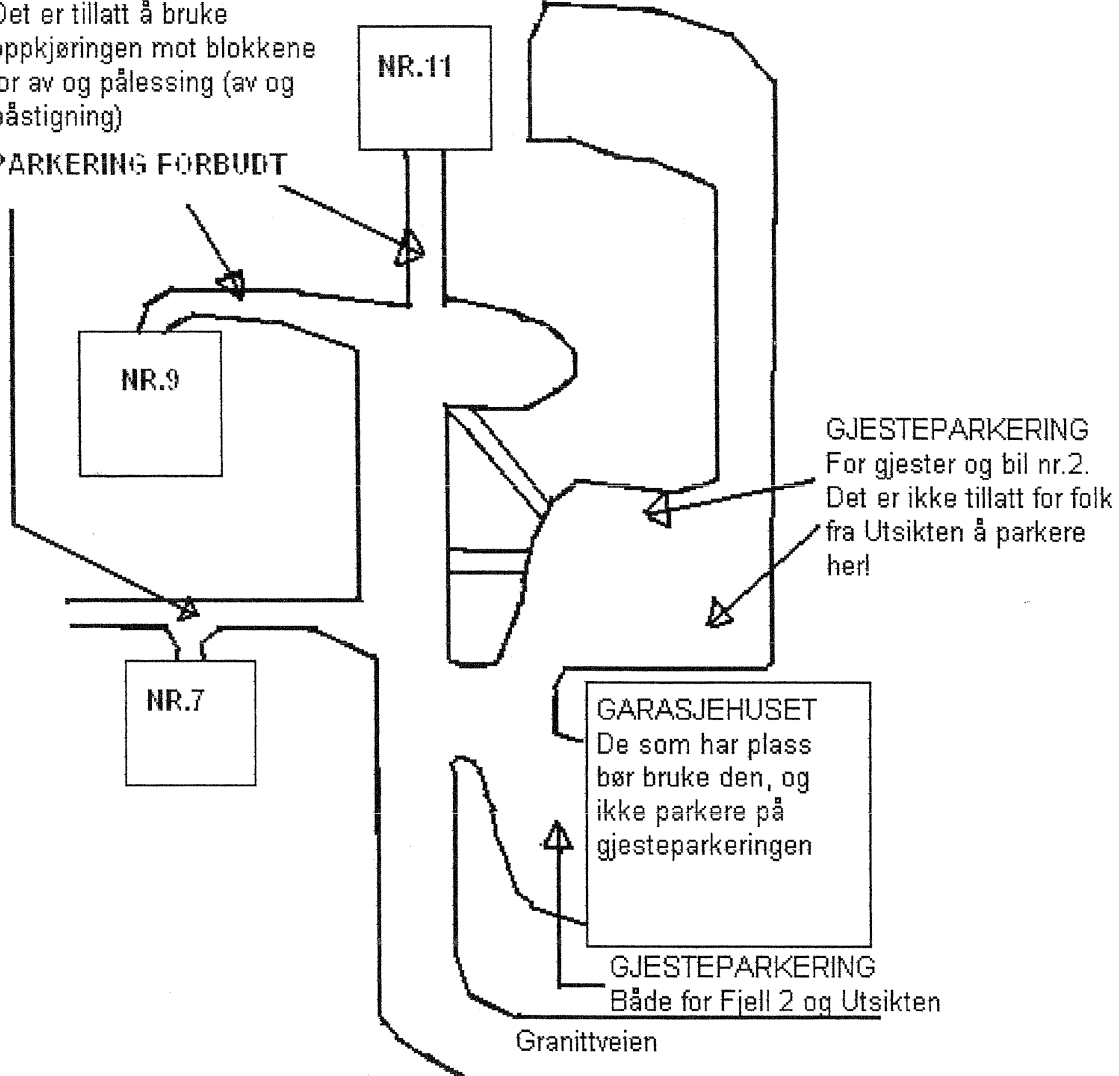 Det er tillatt å bruke
oppkjøringen mot blokkene
for av og pålessing (av og
påstigning)
PARKERING FORBUDT
NR.11
NR.9
GJESTEPARKERING
For gjester og bil nr.2.
Det er ikke tillatt for folk
fra Utsikten å parkere
her!
NR.7
GARASJEHUSET
De som har plass
bør bruke den, og
ikke parkere på
gjesteparkeringen
GJESTEPARKERING
Både for Fjell 2 og Utsikten
Granittveien